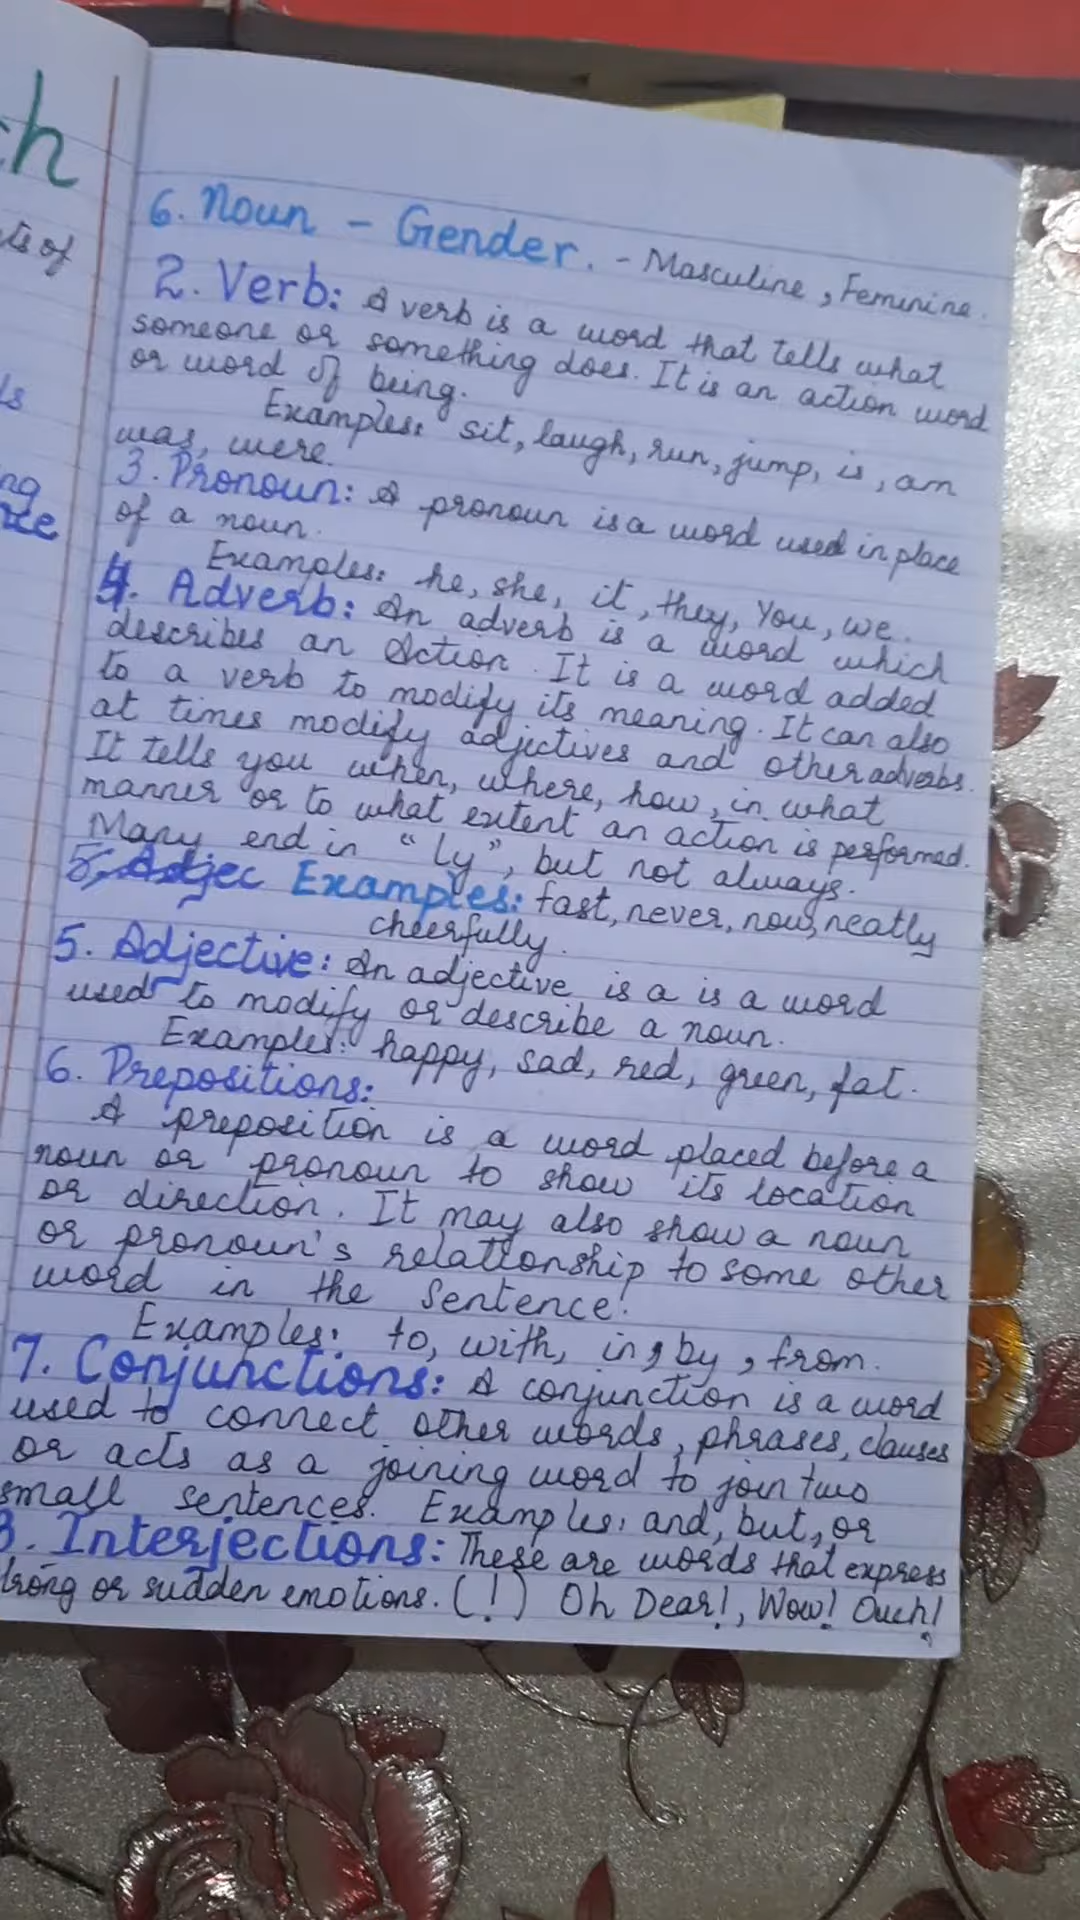 ch
ts of
ls
ng
6. Noun - Gender. - Masculine, Feminine.
2. Verb: A verb is a word that tells what
someone or something does. It is an action word
or word of being.
Examples: sit, laugh, run, jump, is, am
was, were.
3. Pronoun: A pronoun is a word used in place
of a noun.
Examples: he, she, it, they, You, we.
4. Adverb: An adverb is a word which
describes an Action. It is a word added
to a verb to modify its meaning. It can also
at times modify adjectives and other adverbs.
It tells you when, where, how, in what
manner or to what extent an action is performed.
Many end in "ly", but not always.
5, Adjec Examples: fast, never, now, neatly
cheerfully.
5. Adjective: An adjective is a is a word
used to modify or describe a noun.
Examples: happy, sad, red, green, fat.
6. Prepositions:
A preposition is a word placed before a
noun or pronoun to show its location
or direction. It may also show a noun
or pronoun's relationship to some other
word in the Sentence.
Examples: to, with, in, by, from.
7. Conjunctions: A conjunction is a word
used to connect other words, phrases, clauses
or acts as a joining word to join two
small sentences. Examples: and, but, or
8. Interjections: These are words that express
trong or sudden emotions. (!) Oh Dear!, Wow! Ouch!